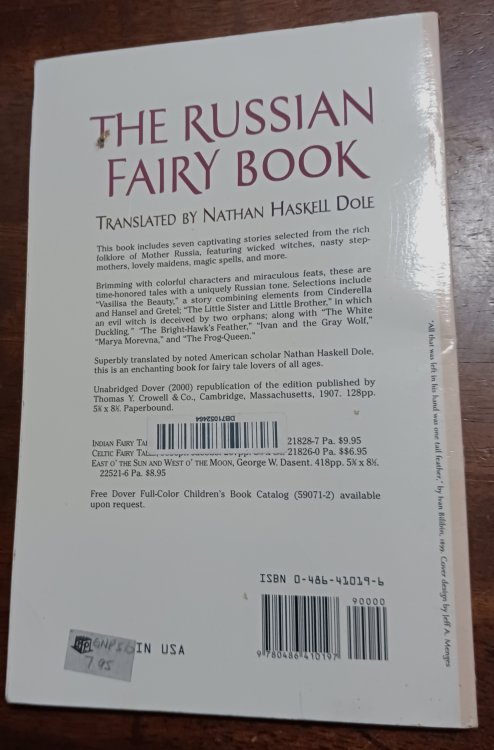 THE RUSSIAN
FAIRY BOOK
TRANSLATED BY NATHAN HASKELL DOLE
This book includes seven captivating stories selected from the rich
folklore of Mother Russia, featuring wicked witches, nasty step-
mothers, lovely maidens, magic spells, and more.
Brimming with colorful characters and miraculous feats, these are
time-honored tales with a uniquely Russian tone. Selections include
"Vasilisa the Beauty," a story combining elements from Cinderella
and Hansel and Gretel; "The Little Sister and Little Brother," in which
an evil witch is deceived by two orphans; along with "The White
Duckling," "The Bright-Hawk's Feather," "Ivan and the Gray Wolf,"
"Marya Morevna," and "The Frog-Queen."
Superbly translated by noted American scholar Nathan Haskell Dole,
this is an enchanting book for fairy tale lovers of all ages.
Unabridged Dover (2000) republication of the edition published by
Thomas Y. Crowell & Co., Cambridge, Massachusetts, 1907. 128pp.
5⅜ x 8½. Paperbound.
DBT1052464
INDIAN FAIRY 21828-7 Pa. $9.95
CELTIC FAIRY 21826-0 Pa. $$6.95
EAST O' THE SUN AND WEST O' THE MOON, George W. Dasent. 418pp. 5⅜ x 8½.
22521-6 Pa. $8.95
Free Dover Full-Color Children's Book Catalog (59071-2) available
upon request.
"All that was left in his hand was one tail feather," by Ivan Bilibin, 1899. Cover design by Jeff A. Menges
ISBN 0-486-41019-6
90000
9 780486 410197
IN USA
7.95